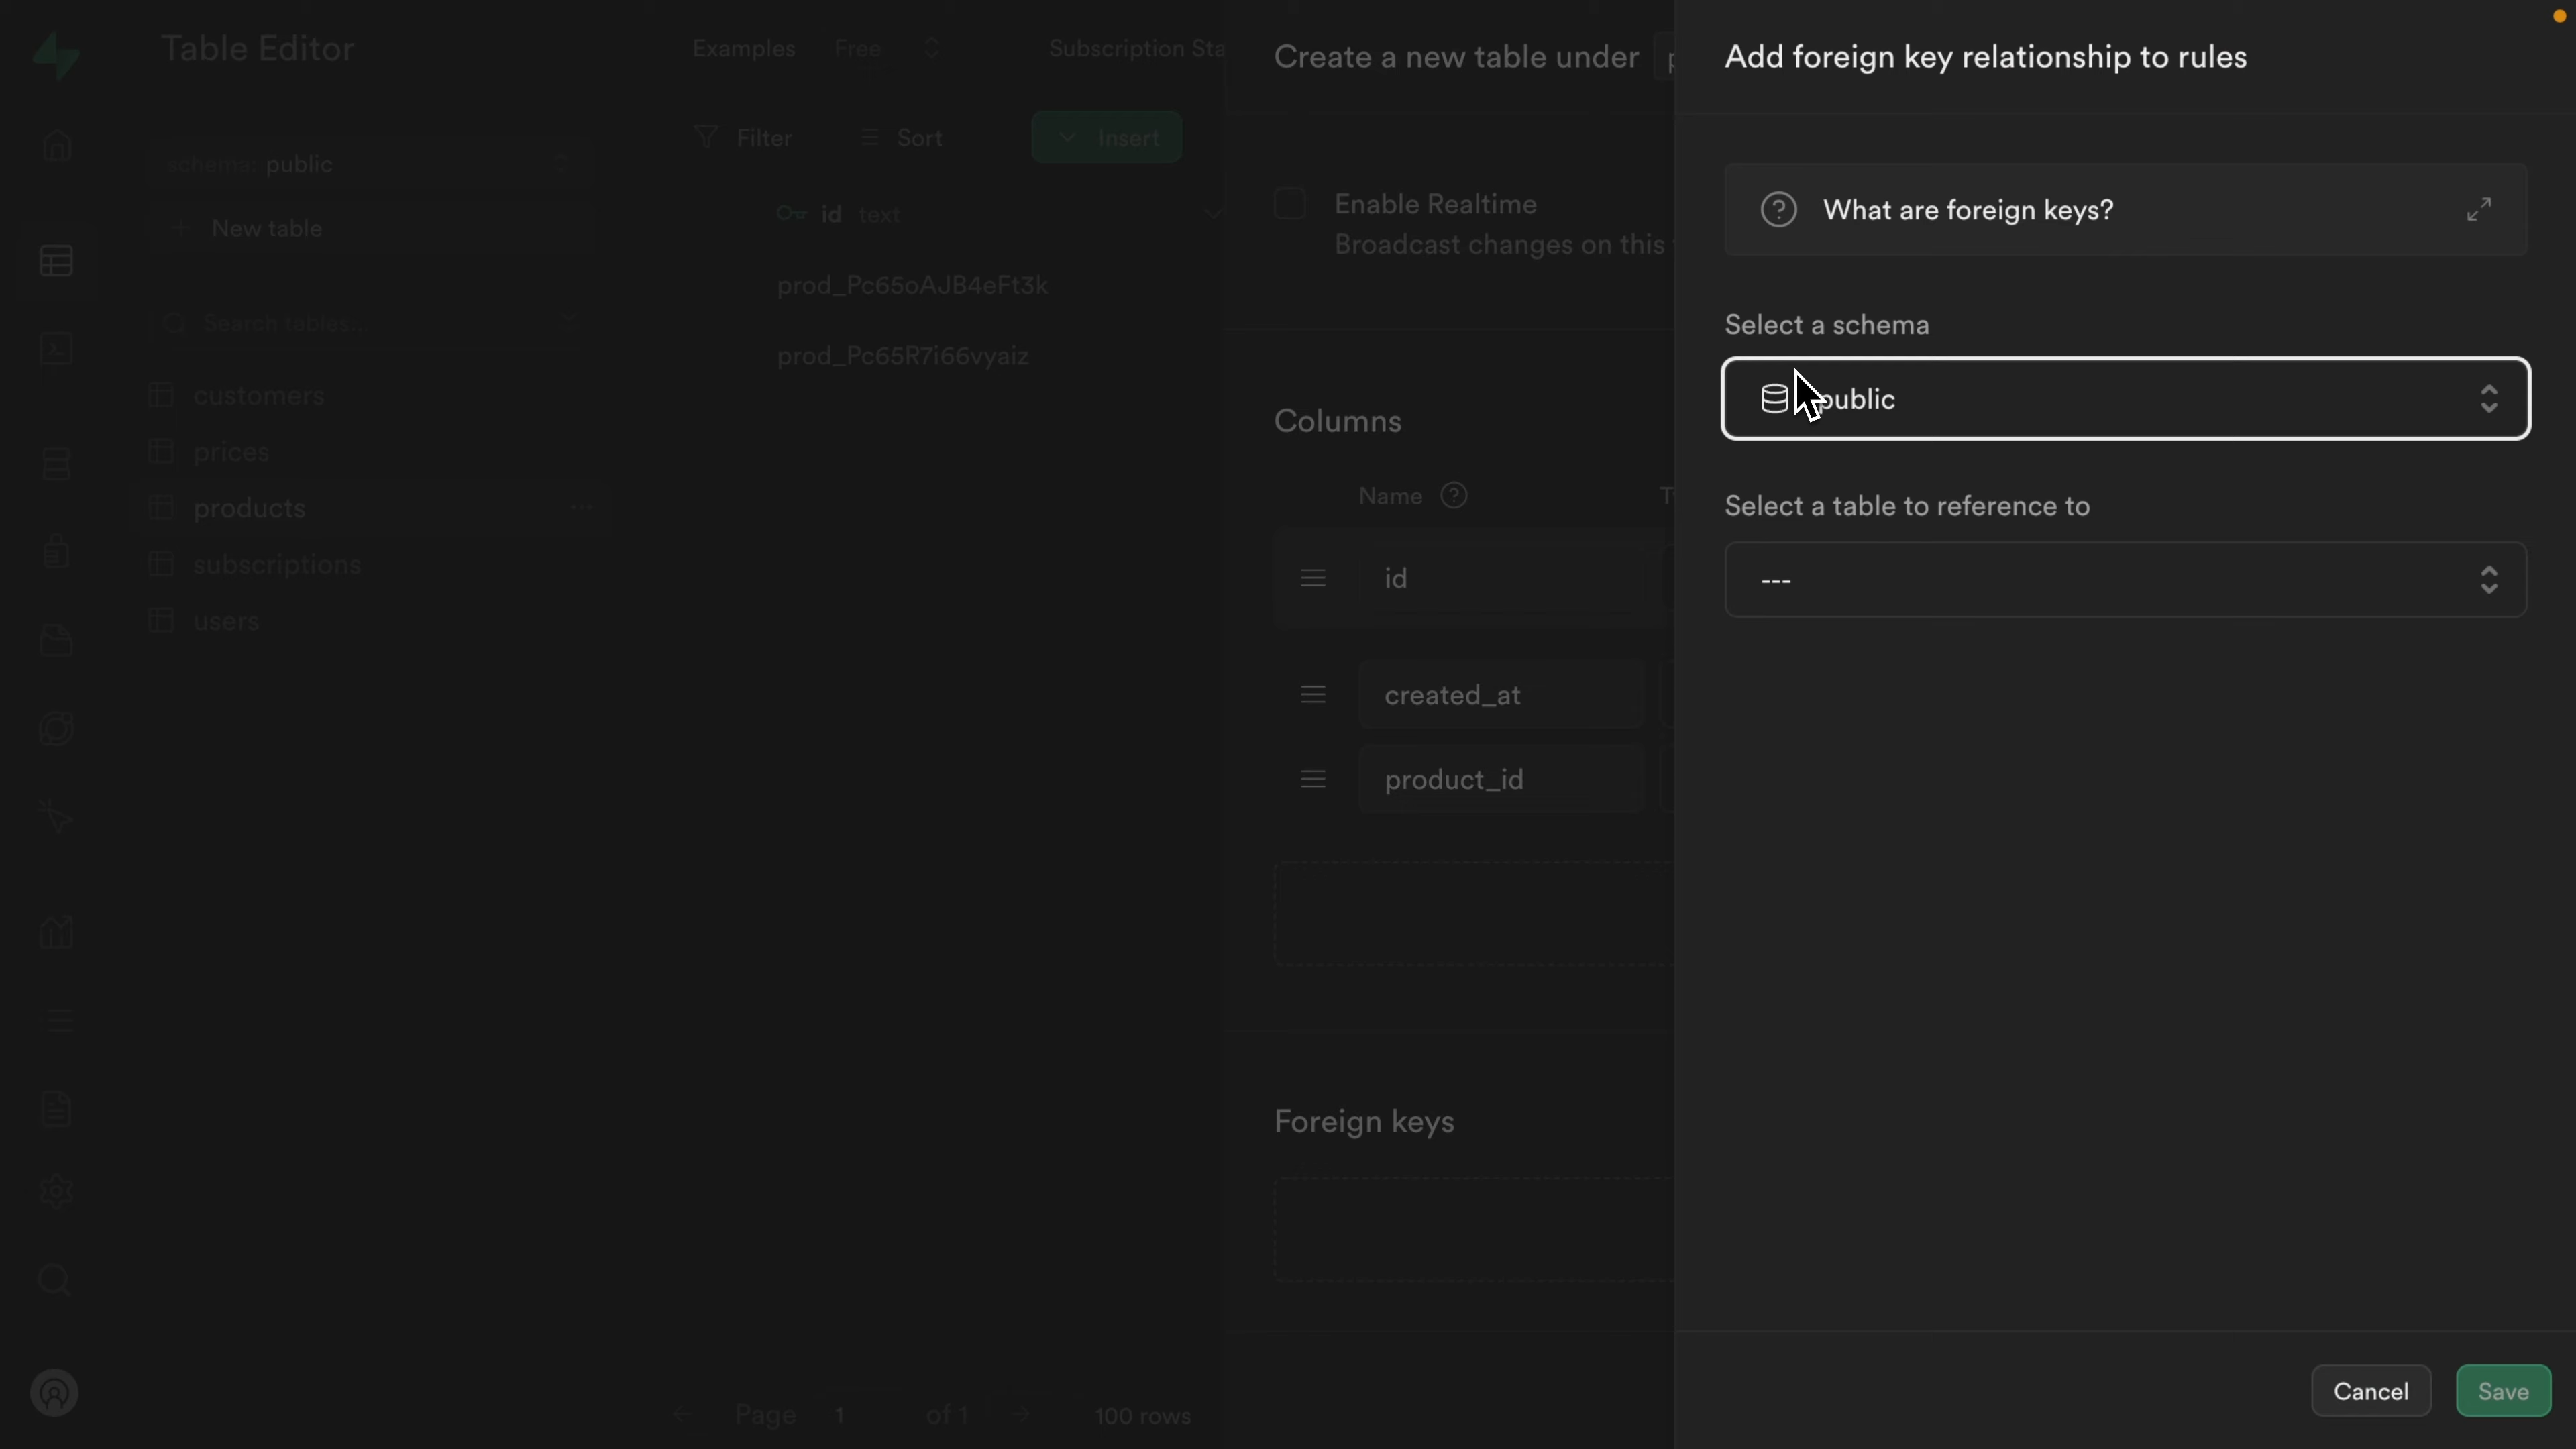 Table Editor
schema: public
New table
Search tables...
customers
prices
products
subscriptions
users
Examples Free Subscription Sta
Filter Sort Insert
id text
prod_Pc65oAJB4eFt3k
prod_Pc65R7i66vyaiz
Page 1 of 1 100 rows
Create a new table under p
Enable Realtime
Broadcast changes on this
Columns
Name
id
created_at
product_id
Foreign keys
Add foreign key relationship to rules
What are foreign keys?
Select a schema
public
Select a table to reference to
---
Cancel Save